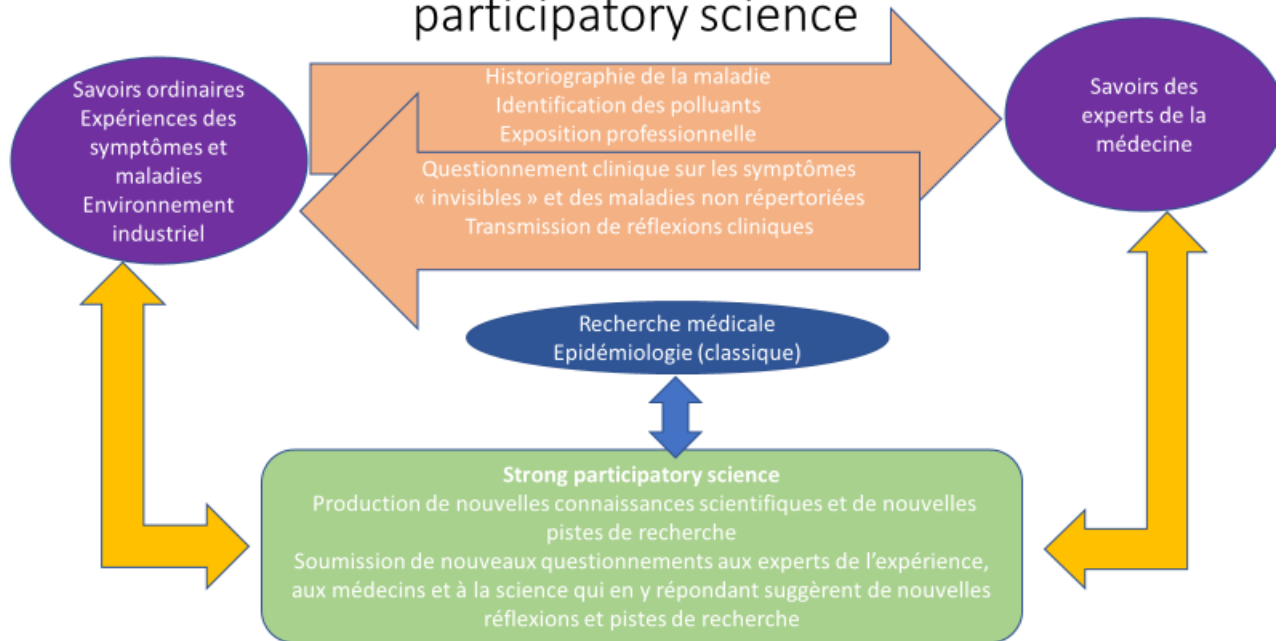 participatory science
Savoirs ordinaires
Expériences des
symptômes et
maladies
Environnement
industriel
Historiographie de la maladie
Identification des polluants
Exposition professionnelle
Questionnement clinique sur les symptômes
« invisibles » et des maladies non répertoriées
Transmission de réflexions cliniques
Savoirs des
experts de la
médecine
Recherche médicale
Epidémiologie (classique)
Strong participatory science
Production de nouvelles connaissances scientifiques et de nouvelles
pistes de recherche
Soumission de nouveaux questionnements aux experts de l'expérience,
aux médecins et à la science qui en y répondant suggèrent de nouvelles
réflexions et pistes de recherche